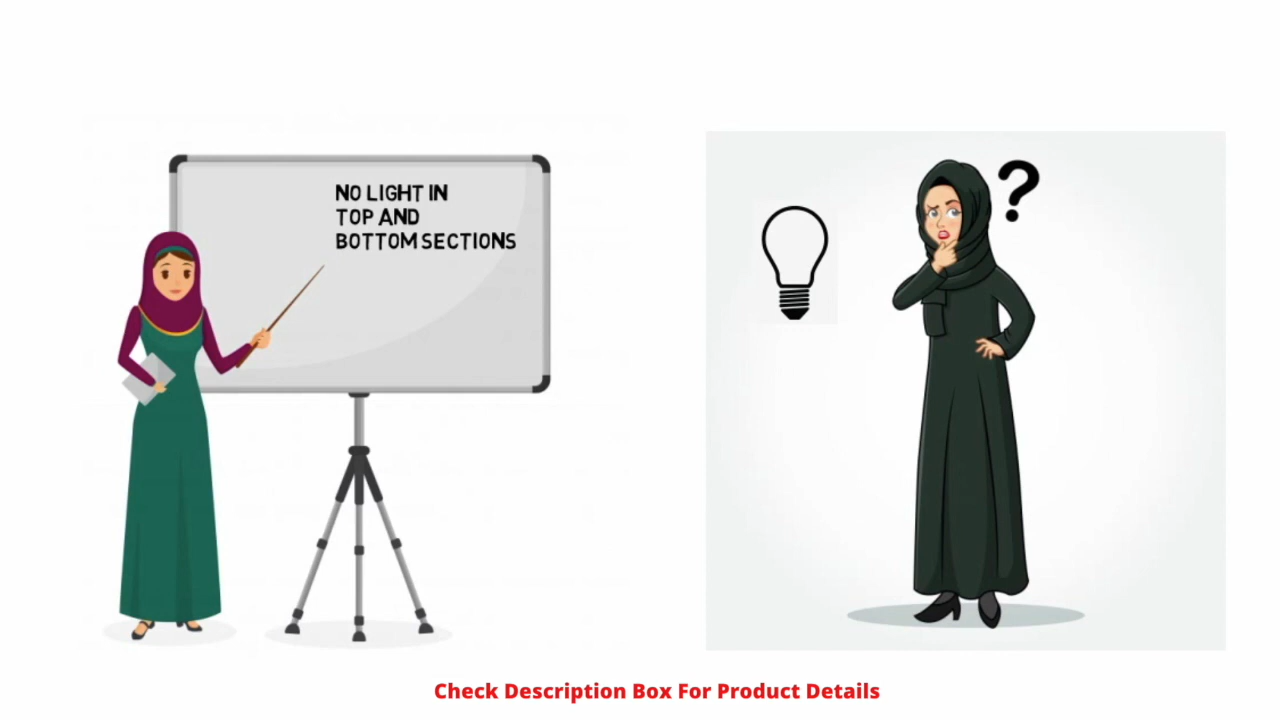 NO LIGHT IN
TOP AND
BOTTOM SECTIONS
?
Check Description Box For Product Details